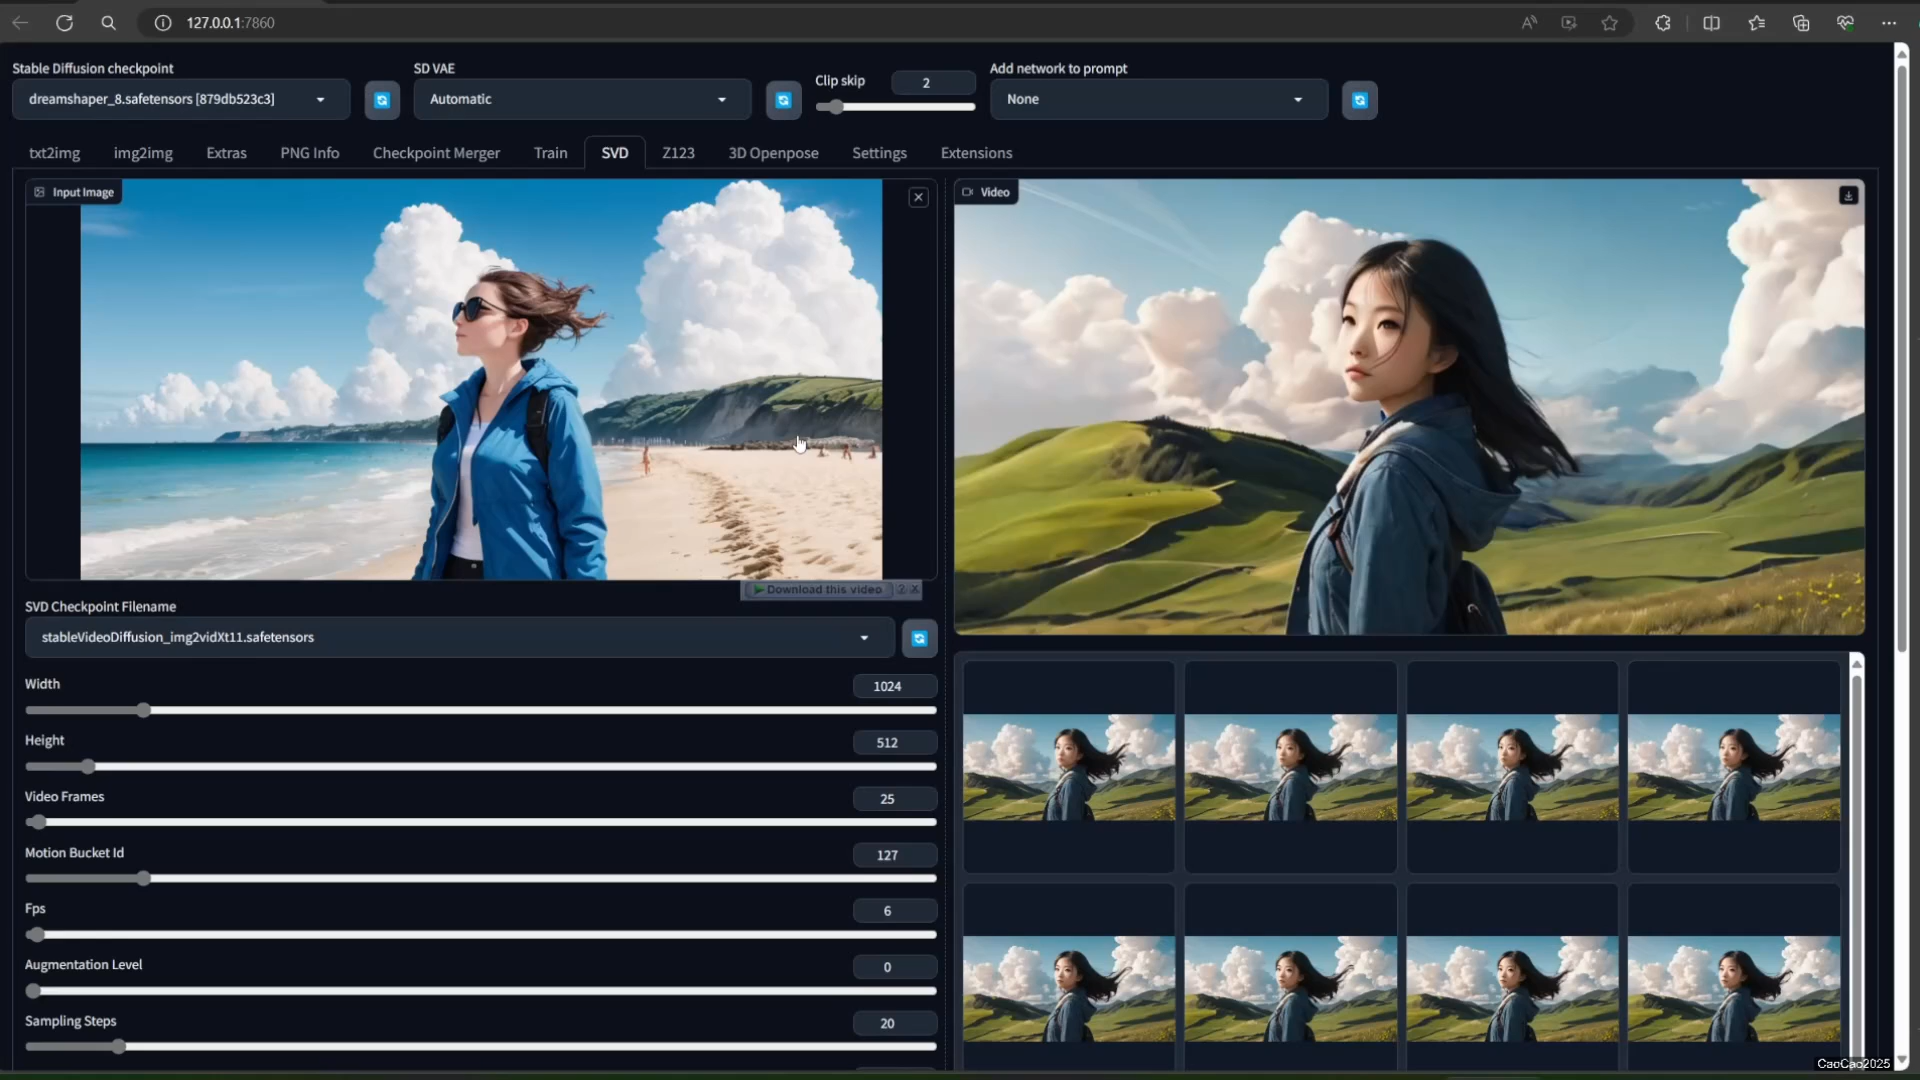 127.0.0.1:7860
Stable Diffusion checkpoint
dreamshaper_8.safetensors [879db523c3]
SD VAE
Automatic
Clip skip
2
Add network to prompt
None
txt2img
img2img
Extras
PNG Info
Checkpoint Merger
Train
SVD
Z123
3D Openpose
Settings
Extensions
Input Image
Video
Download this video
SVD Checkpoint Filename
stableVideoDiffusion_img2vidXt11.safetensors
Width
1024
Height
512
Video Frames
25
Motion Bucket Id
127
Fps
6
Augmentation Level
0
Sampling Steps
20
CaoCao2025